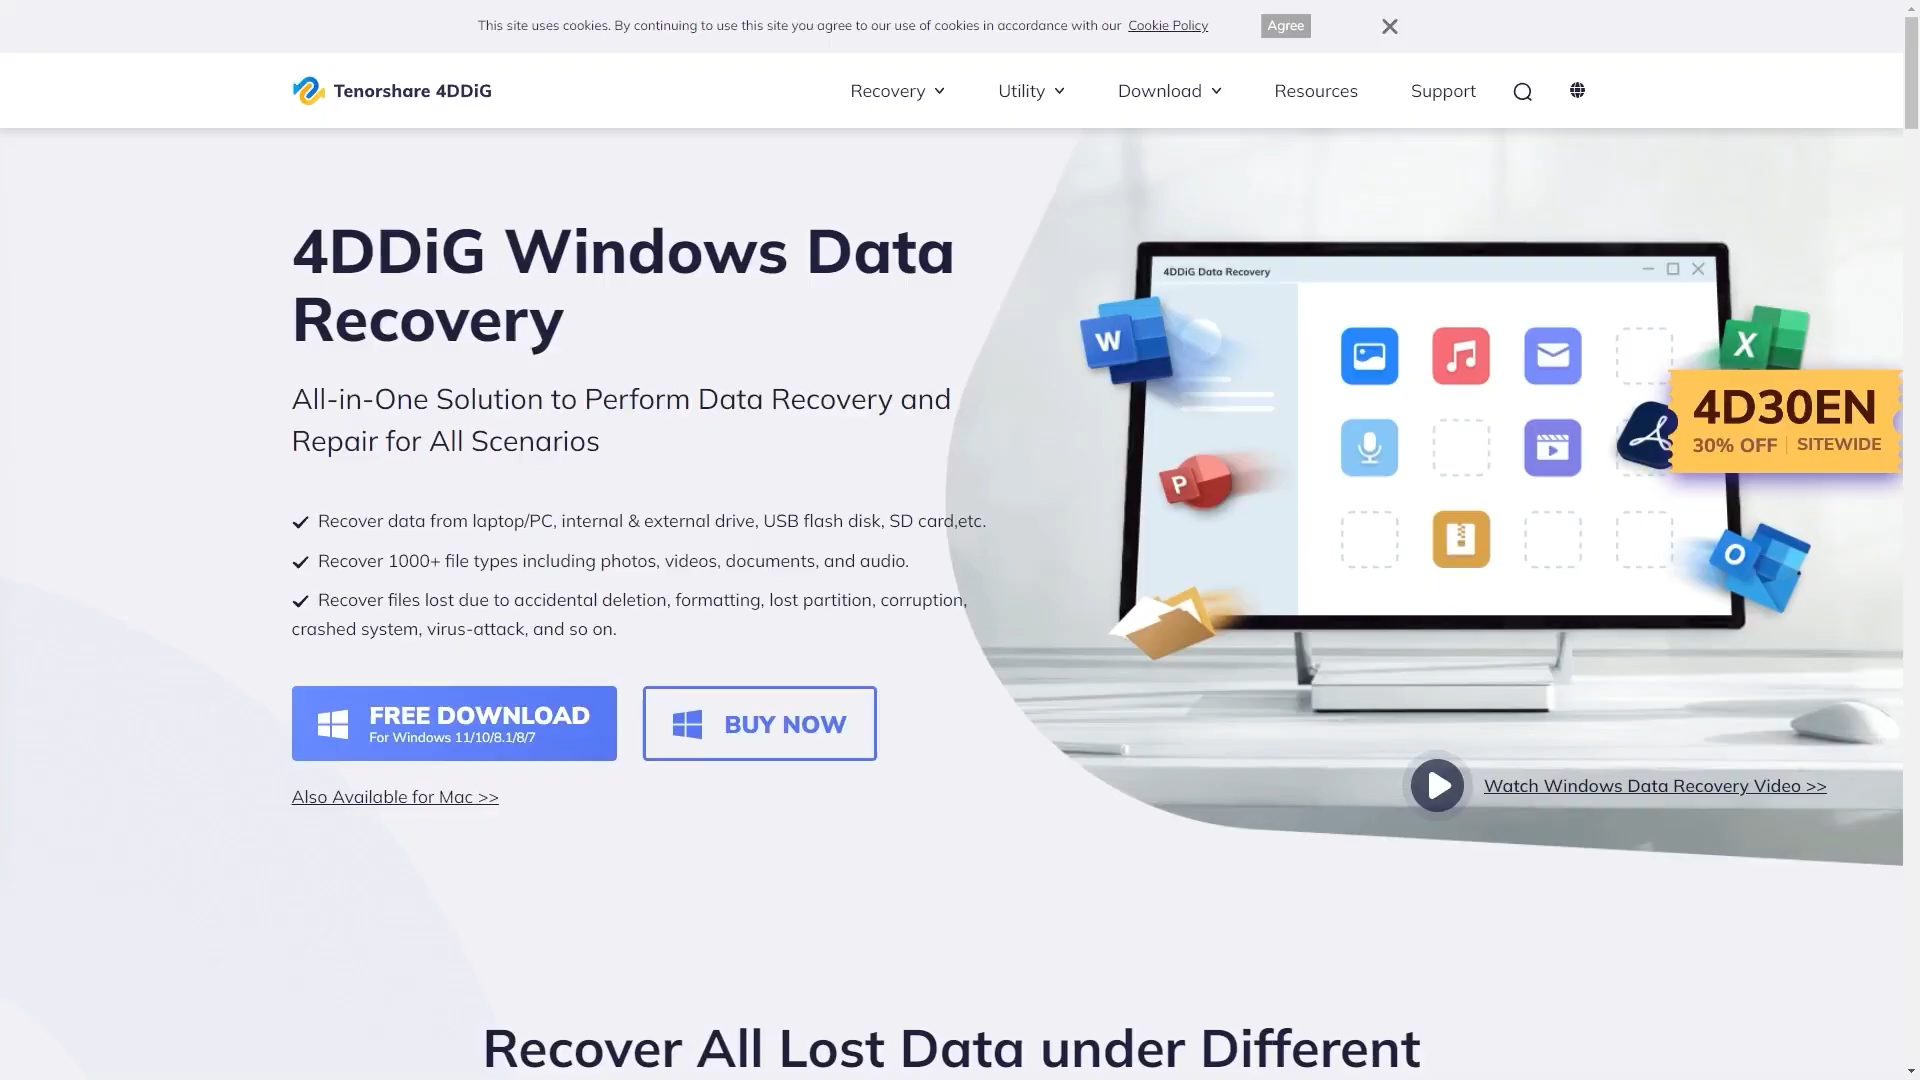 This site uses cookies. By continuing to use this site you agree to our use of cookies in accordance with our Cookie Policy
Agree
Tenorshare 4DDiG
Recovery
Utility
Download
Resources
Support
4DDiG Windows Data
Recovery
All-in-One Solution to Perform Data Recovery and
Repair for All Scenarios
Recover data from laptop/PC, internal & external drive, USB flash disk, SD card,etc.
Recover 1000+ file types including photos, videos, documents, and audio.
Recover files lost due to accidental deletion, formatting, lost partition, corruption,
crashed system, virus-attack, and so on.
FREE DOWNLOAD
For Windows 11/10/8.1/8/7
BUY NOW
Also Available for Mac >>
4DDiG Data Recovery
W
X
P
O
4D30EN
30% OFF | SITEWIDE
Watch Windows Data Recovery Video >>
Recover All Lost Data under Different